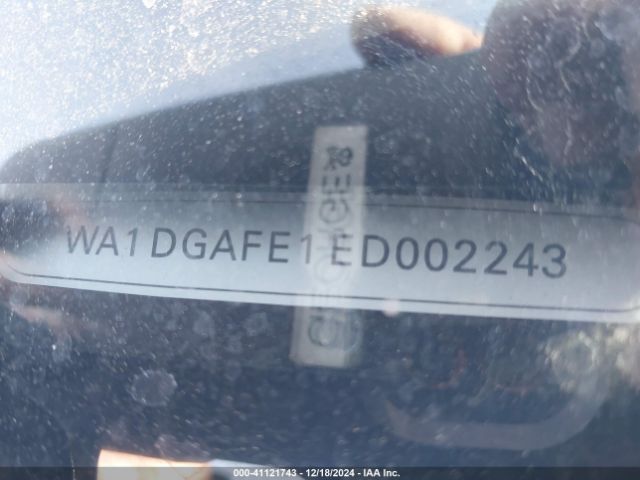 WA1DGAFE1ED002243
000-41121743 - 12/18/2024 - IAA Inc.